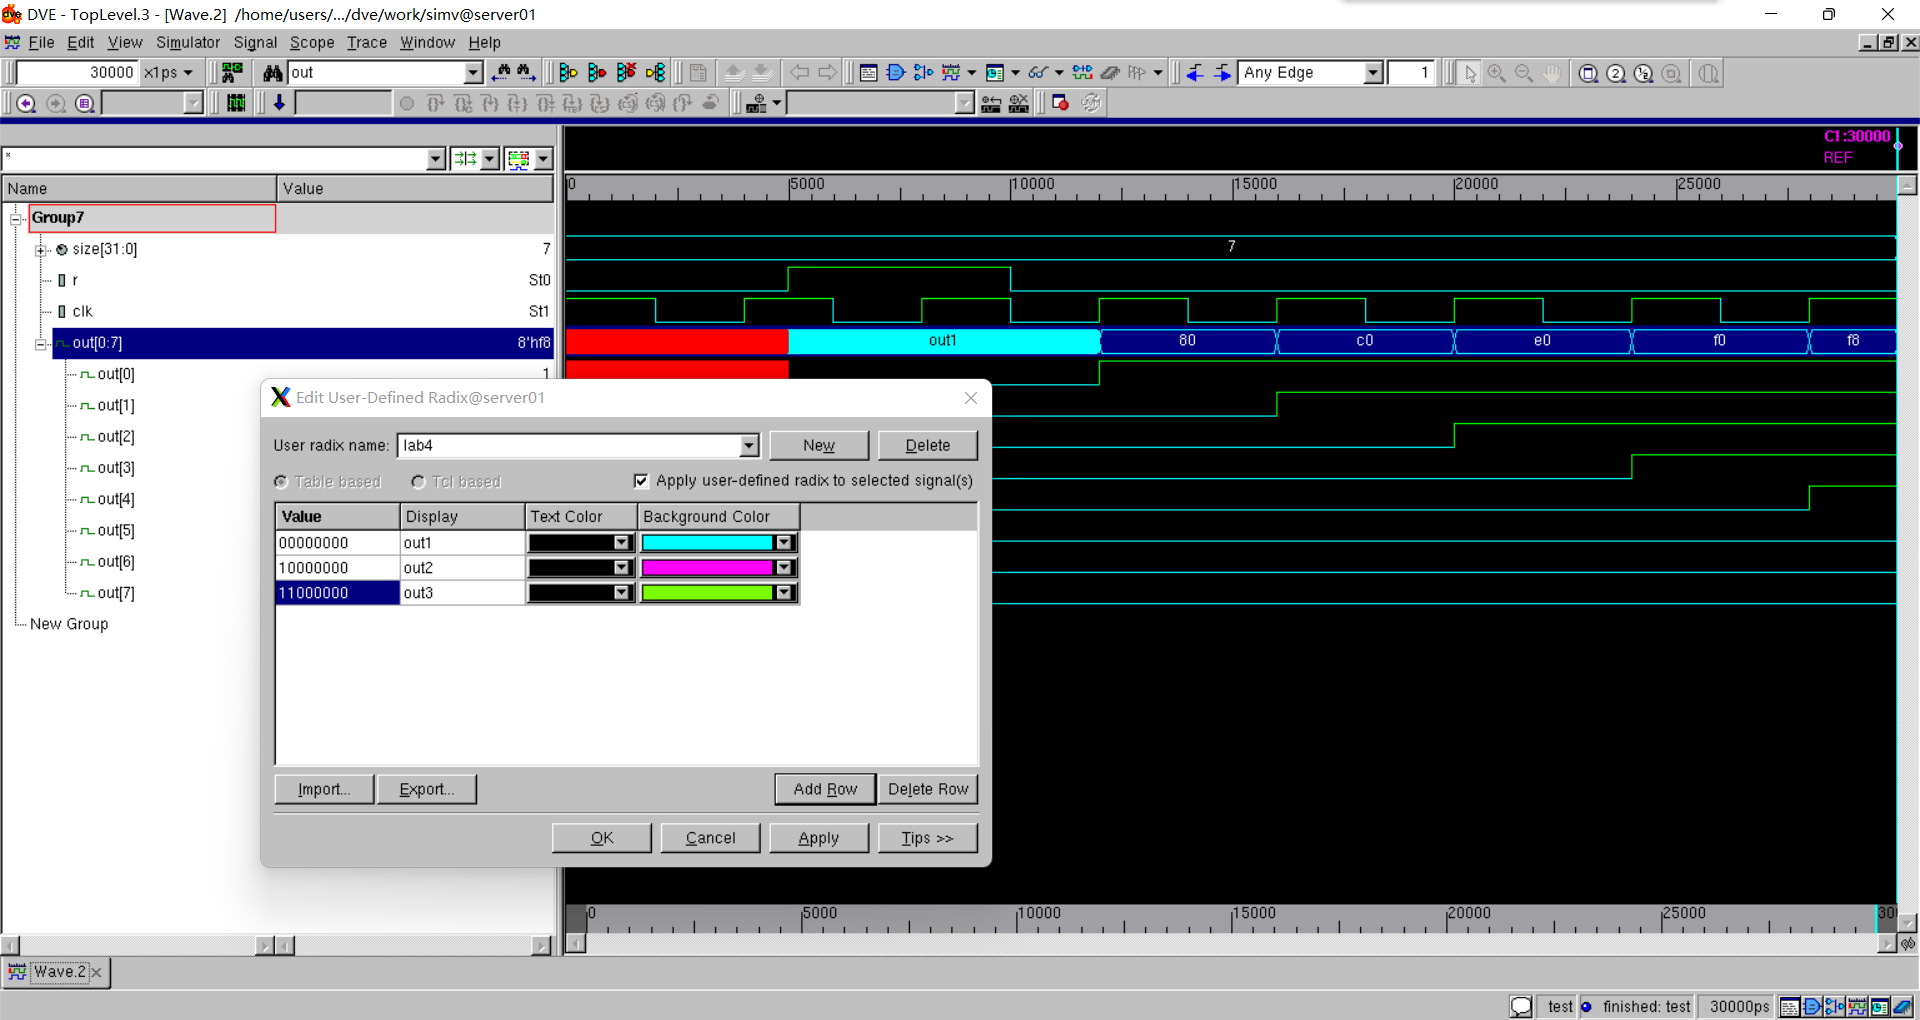 DVE - TopLevel.3 - [Wave.2] /home/users/.../dve/work/simv@server01
File Edit View Simulator Signal Scope Trace Window Help
30000 x1ps out Any Edge 1
C1:30000
REF
*
Name Value
0 5000 10000 15000 20000 25000
Group7
size[31:0] 7 7
r St0
clk St1
out[0:7] 8'hf8 out1 80 c0 e0 f0 f8
out[0] 1
out[1]
out[2]
out[3]
out[4]
out[5]
out[6]
out[7]
New Group
Edit User-Defined Radix@server01
User radix name: lab4 New Delete
Table based Tcl based Apply user-defined radix to selected signal(s)
Value Display Text Color Background Color
00000000 out1
10000000 out2
11000000 out3
Import... Export... Add Row Delete Row
OK Cancel Apply Tips >>
0 5000 10000 15000 20000 25000 30
Wave.2
test finished: test 30000ps